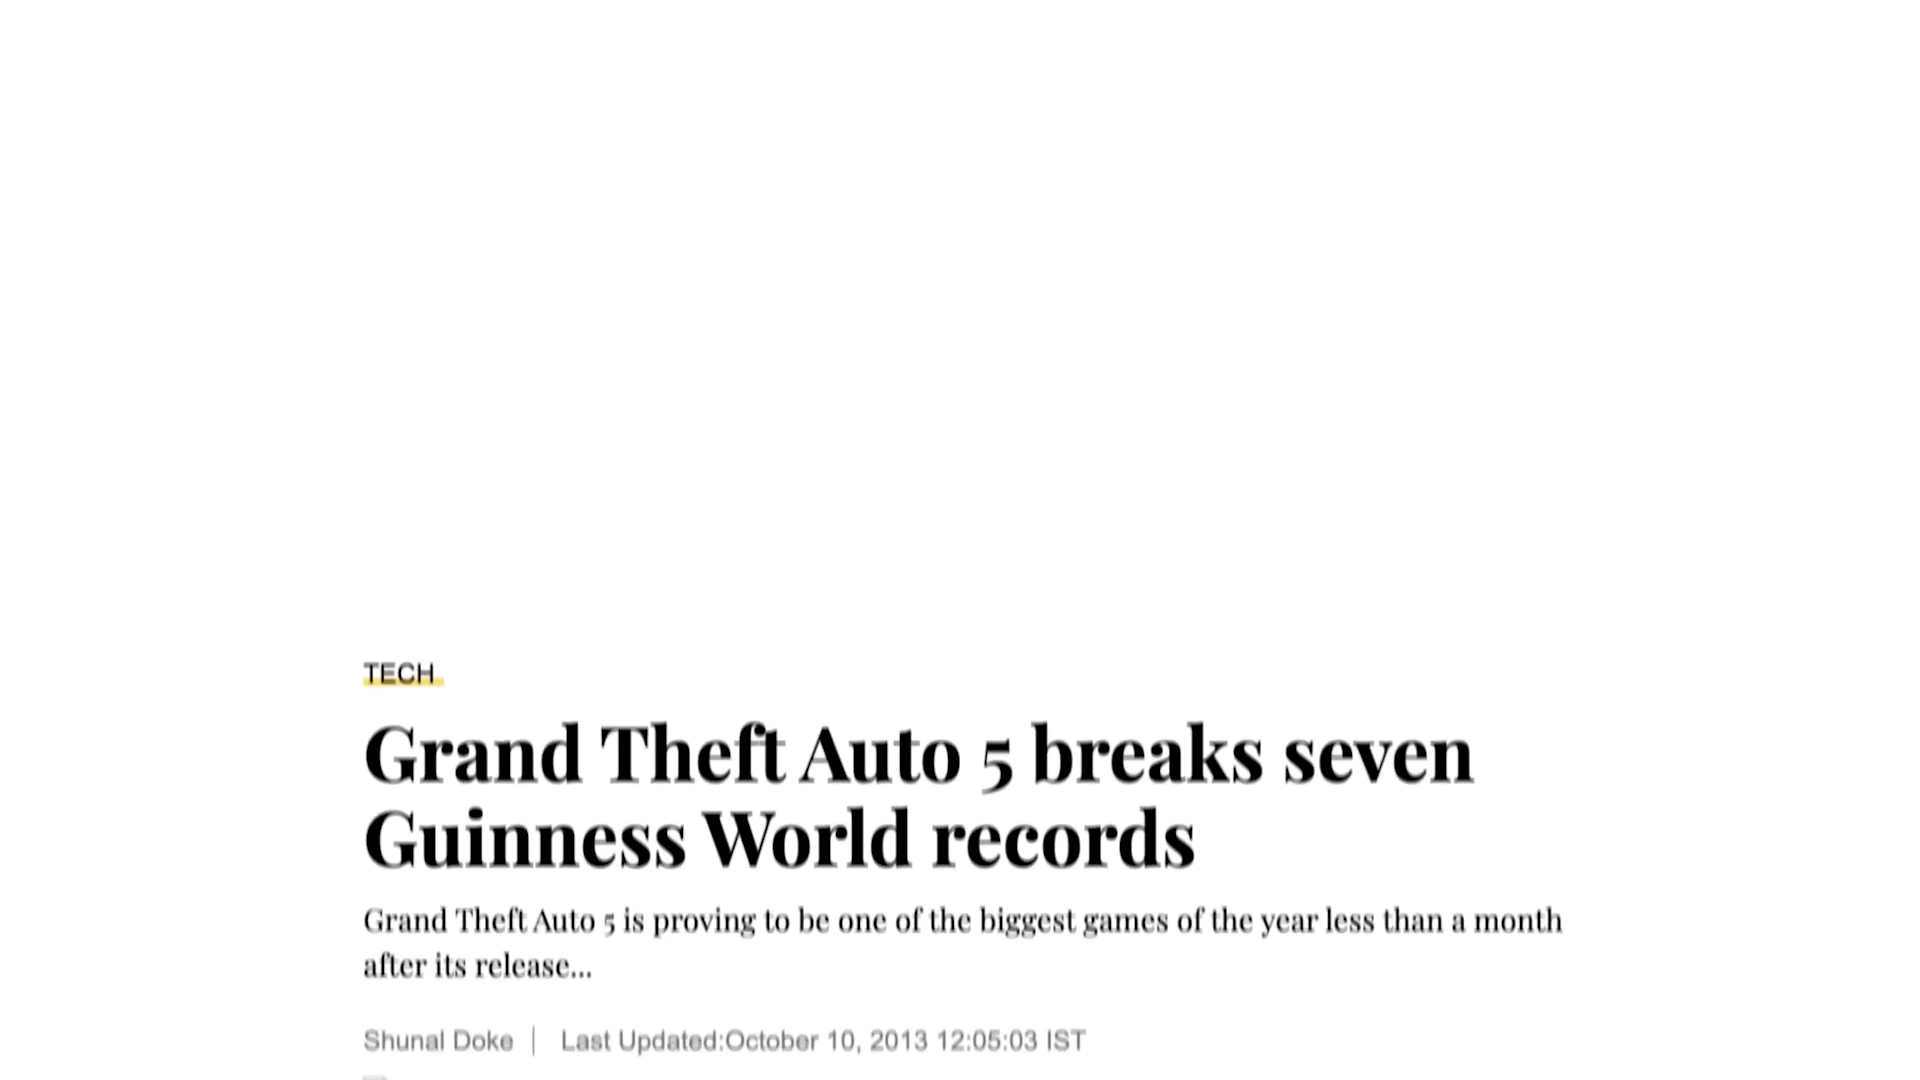 TECH
Grand Theft Auto 5 breaks seven
Guinness World records
Grand Theft Auto 5 is proving to be one of the biggest games of the year less than a month
after its release...
Shunal Doke | Last Updated:October 10, 2013 12:05:03 IST